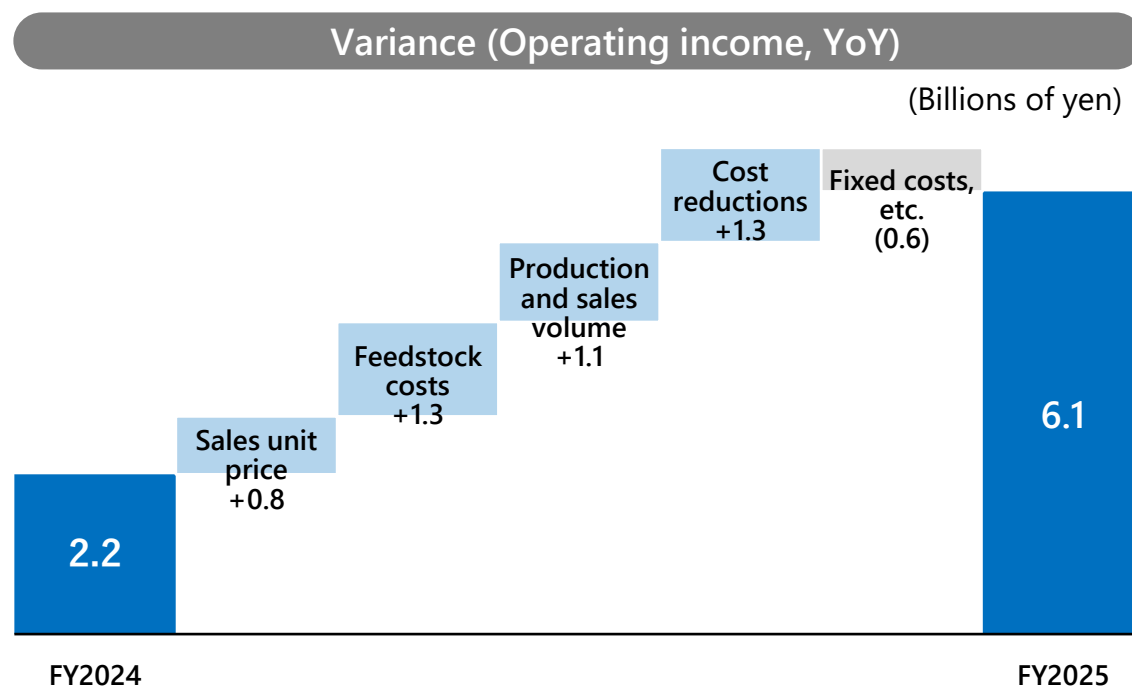 Variance (Operating income, YoY)
(Billions of yen)
2.2
Sales unit
price
+0.8
Feedstock
costs
+1.3
Production
and sales
volume
+1.1
Cost
reductions
+1.3
Fixed costs,
etc.
(0.6)
6.1
FY2024
FY2025